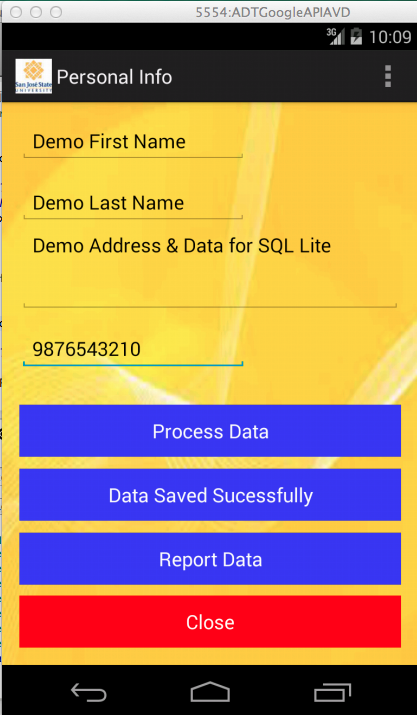 5554:ADTGoogleAPIAVD
3G 10:09
San José State
UNIVERSITY
Personal Info
Demo First Name
Demo Last Name
Demo Address & Data for SQL Lite
9876543210
Process Data
Data Saved Sucessfully
Report Data
Close